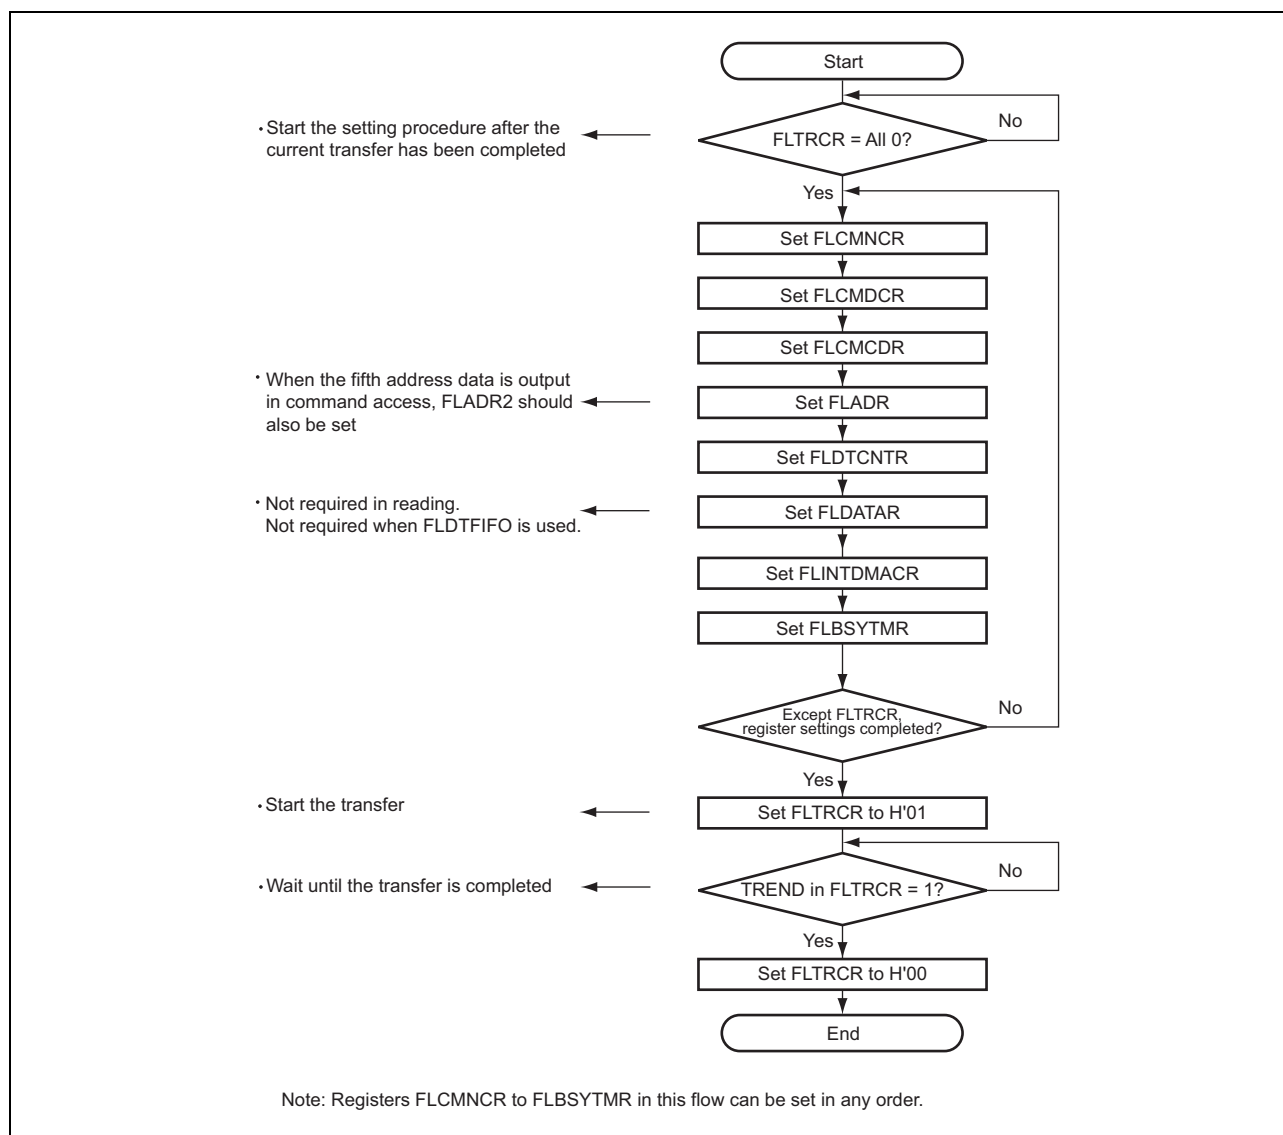 Start
No
・Start the setting procedure after the
current transfer has been completed
FLTRCR = All 0?
Yes
Set FLCMNCR
Set FLCMDCR
Set FLCMCDR
・When the fifth address data is output
in command access, FLADR2 should
also be set
Set FLADR
Set FLDTCNTR
・Not required in reading.
Not required when FLDTFIFO is used.
Set FLDATAR
Set FLINTDMACR
Set FLBSYTMR
Except FLTRCR,
register settings completed?
No
Yes
・Start the transfer
Set FLTRCR to H'01
・Wait until the transfer is completed
TREND in FLTRCR = 1?
No
Yes
Set FLTRCR to H'00
End
Note: Registers FLCMNCR to FLBSYTMR in this flow can be set in any order.